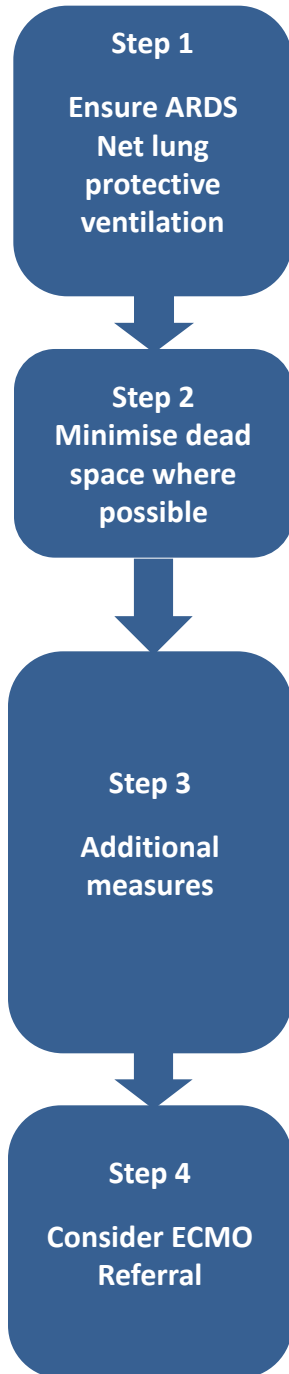 Step 1
Ensure ARDS
Net lung
protective
ventilation
Step 2
Minimise dead
space where
possible
Step 3
Additional
measures
Step 4
Consider ECMO
Referral